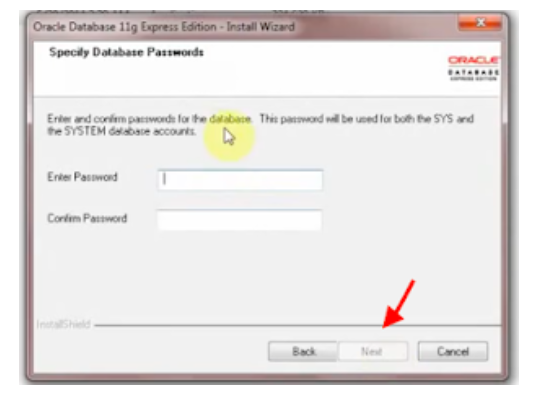 Oracle Database 11g Express Edition - Install Wizard
Specify Database Passwords
ORACLE
DATABASE
EXPRESS EDITION
Enter and confirm passwords for the database. This password will be used for both the SYS and
the SYSTEM database accounts.
Enter Password
Confirm Password
InstallShield
Back Next Cancel